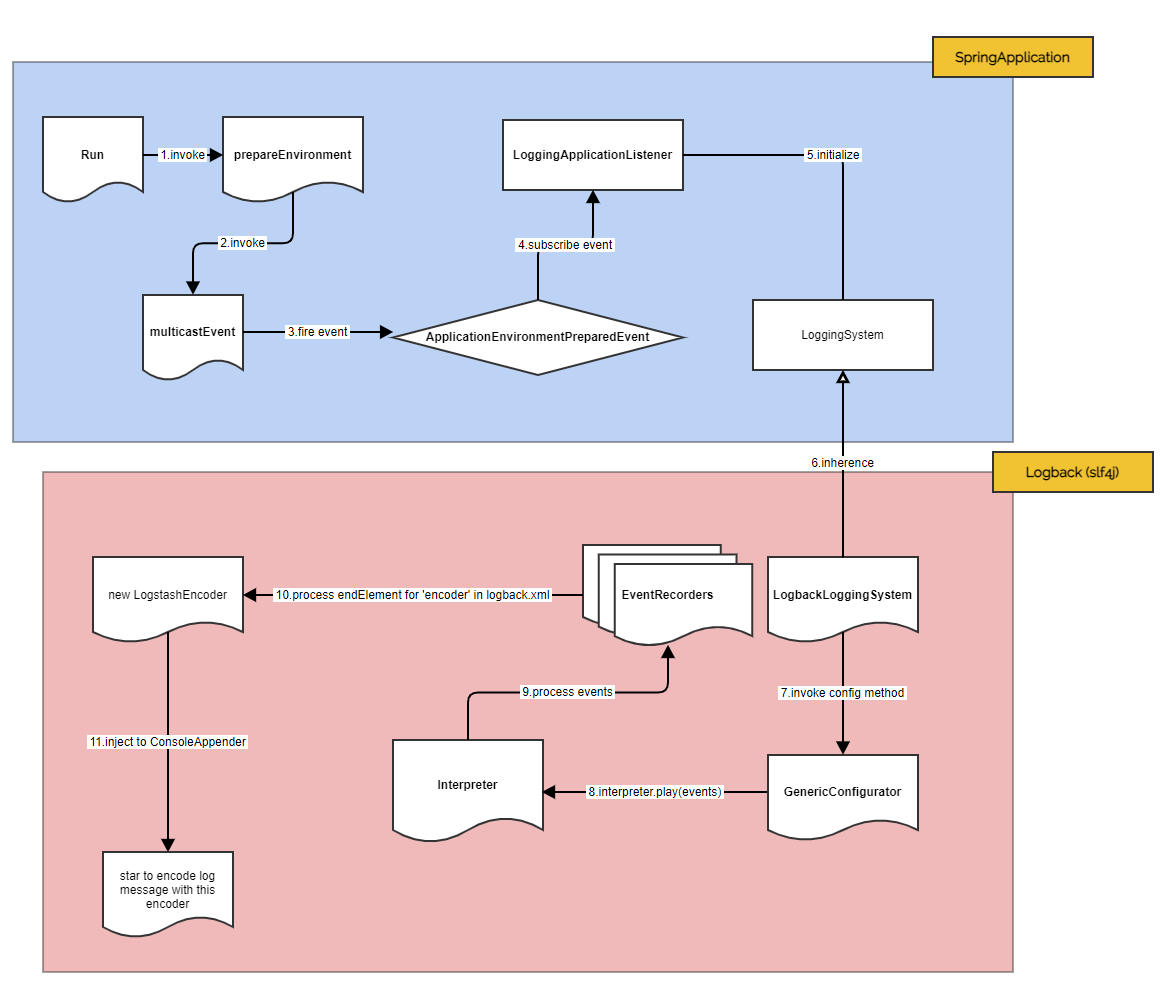 SpringApplication
Run
1.invoke
prepareEnvironment
LoggingApplicationListener
5.initialize
2.invoke
4.subscribe event
multicastEvent
3.fire event
ApplicationEnvironmentPreparedEvent
LoggingSystem
6.inherence
Logback (slf4j)
new LogstashEncoder
10.process endElement for 'encoder' in logback.xml
EventRecorders
LogbackLoggingSystem
9.process events
7.invoke config method
11.inject to ConsoleAppender
Interpreter
8.interpreter.play(events)
GenericConfigurator
star to encode log
message with this
encoder